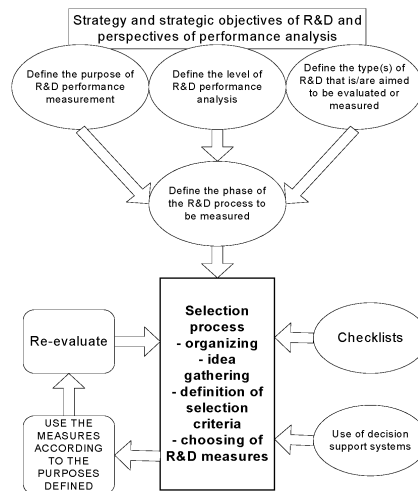 Strategy and strategic objectives of R&D and
perspectives of performance analysis
Define the purpose of
R&D performance
measurement
Define the level of
R&D performance
analysis
Define the type(s) of
R&D that is/are aimed
to be evaluated or
measured
Define the phase of
the R&D process to
be measured
Selection
process
- organizing
- idea
gathering
- definition of
selection
criteria
- choosing of
R&D measures
Re-evaluate
Checklists
USE THE
MEASURES
ACCORDING
TO THE
PURPOSES
DEFINED
Use of decision
support systems